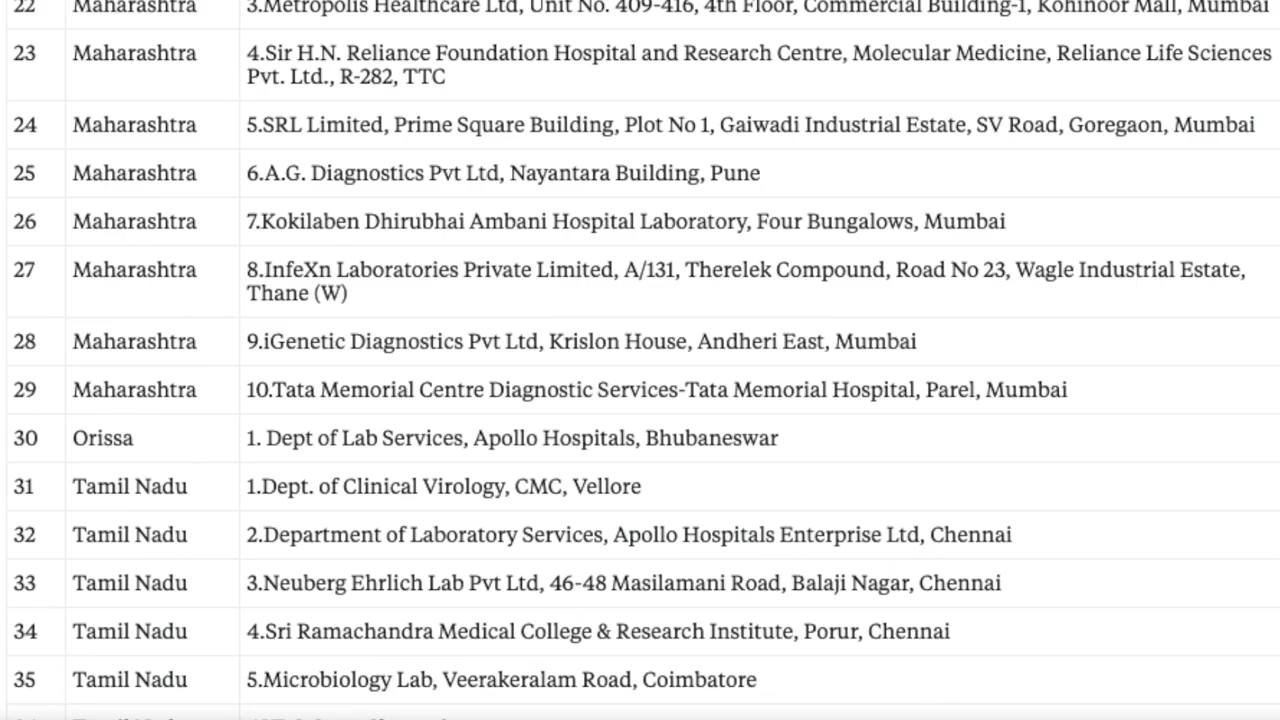 22 Maharashtra 3.Metropolis Healthcare Ltd, Unit No. 409-416, 4th Floor, Commercial Building-1, Kohinoor Mall, Mumbai
23 Maharashtra 4.Sir H.N. Reliance Foundation Hospital and Research Centre, Molecular Medicine, Reliance Life Sciences
Pvt. Ltd., R-282, TTC
24 Maharashtra 5.SRL Limited, Prime Square Building, Plot No 1, Gaiwadi Industrial Estate, SV Road, Goregaon, Mumbai
25 Maharashtra 6.A.G. Diagnostics Pvt Ltd, Nayantara Building, Pune
26 Maharashtra 7.Kokilaben Dhirubhai Ambani Hospital Laboratory, Four Bungalows, Mumbai
27 Maharashtra 8.InfeXn Laboratories Private Limited, A/131, Therelek Compound, Road No 23, Wagle Industrial Estate,
Thane (W)
28 Maharashtra 9.iGenetic Diagnostics Pvt Ltd, Krislon House, Andheri East, Mumbai
29 Maharashtra 10.Tata Memorial Centre Diagnostic Services-Tata Memorial Hospital, Parel, Mumbai
30 Orissa 1. Dept of Lab Services, Apollo Hospitals, Bhubaneswar
31 Tamil Nadu 1.Dept. of Clinical Virology, CMC, Vellore
32 Tamil Nadu 2.Department of Laboratory Services, Apollo Hospitals Enterprise Ltd, Chennai
33 Tamil Nadu 3.Neuberg Ehrlich Lab Pvt Ltd, 46-48 Masilamani Road, Balaji Nagar, Chennai
34 Tamil Nadu 4.Sri Ramachandra Medical College & Research Institute, Porur, Chennai
35 Tamil Nadu 5.Microbiology Lab, Veerakeralam Road, Coimbatore